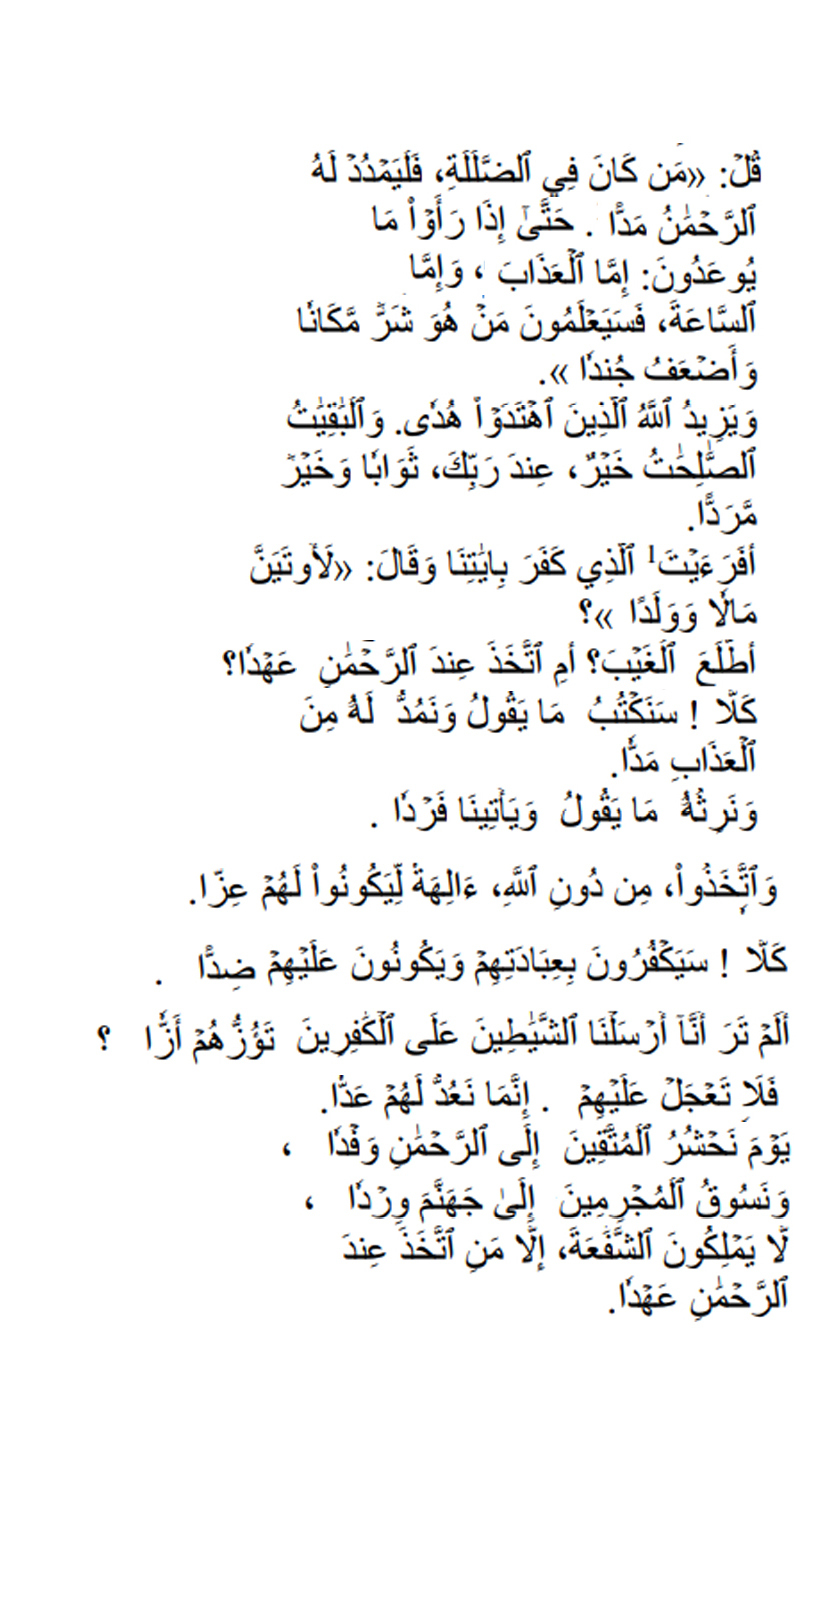 قُلۡ: «مَن كَانَ فِي ٱلضَّلَٰلَةِ، فَلۡيَمۡدُدۡ لَهُ
ٱلرَّحۡمَٰنُ مَدًّا . حَتَّىٰٓ إِذَا رَأَوۡاْ مَا
يُوعَدُونَ: إِمَّا ٱلۡعَذَابَ ، وَإِمَّا
ٱلسَّاعَةَ، فَسَيَعۡلَمُونَ مَنۡ هُوَ شَرّٞ مَّكَانٗا
وَأَضۡعَفُ جُندٗا ».
وَيَزِيدُ ٱللَّهُ ٱلَّذِينَ ٱهۡتَدَوۡاْ هُدٗى. وَٱلۡبَٰقِيَٰتُ
ٱلصَّٰلِحَٰتُ خَيۡرٌ، عِندَ رَبِّكَ، ثَوَابٗا وَخَيۡرٞ
مَّرَدًّا.
أَفَرَءَيۡتَ1 ٱلَّذِي كَفَرَ بِـَٔايَٰتِنَا وَقَالَ: «لَأُوتَيَنَّ
مَالٗا وَوَلَدًا »؟
أَطَّلَعَ ٱلۡغَيۡبَ؟ أَمِ ٱتَّخَذَ عِندَ ٱلرَّحۡمَٰنِ عَهۡدٗا؟
كَلَّا ! سَنَكۡتُبُ مَا يَقُولُ وَنَمُدُّ لَهُۥ مِنَ
ٱلۡعَذَابِ مَدّٗا.
وَنَرِثُهُۥ مَا يَقُولُ وَيَأۡتِينَا فَرۡدٗا .
وَٱتَّخَذُواْ، مِن دُونِ ٱللَّهِ، ءَالِهَةٗ لِّيَكُونُواْ لَهُمۡ عِزّٗا.
كَلَّا ! سَيَكۡفُرُونَ بِعِبَادَتِهِمۡ وَيَكُونُونَ عَلَيۡهِمۡ ضِدًّا .
أَلَمۡ تَرَ أَنَّآ أَرۡسَلۡنَا ٱلشَّيَٰطِينَ عَلَى ٱلۡكَٰفِرِينَ تَؤُزُّهُمۡ أَزّٗا ؟
فَلَا تَعۡجَلۡ عَلَيۡهِمۡ . إِنَّمَا نَعُدُّ لَهُمۡ عَدّٗا.
يَوۡمَ نَحۡشُرُ ٱلۡمُتَّقِينَ إِلَى ٱلرَّحۡمَٰنِ وَفۡدٗا ،
وَنَسُوقُ ٱلۡمُجۡرِمِينَ إِلَىٰ جَهَنَّمَ وِرۡدٗا ،
لَّا يَمۡلِكُونَ ٱلشَّفَٰعَةَ، إِلَّا مَنِ ٱتَّخَذَ عِندَ
ٱلرَّحۡمَٰنِ عَهۡدٗا.